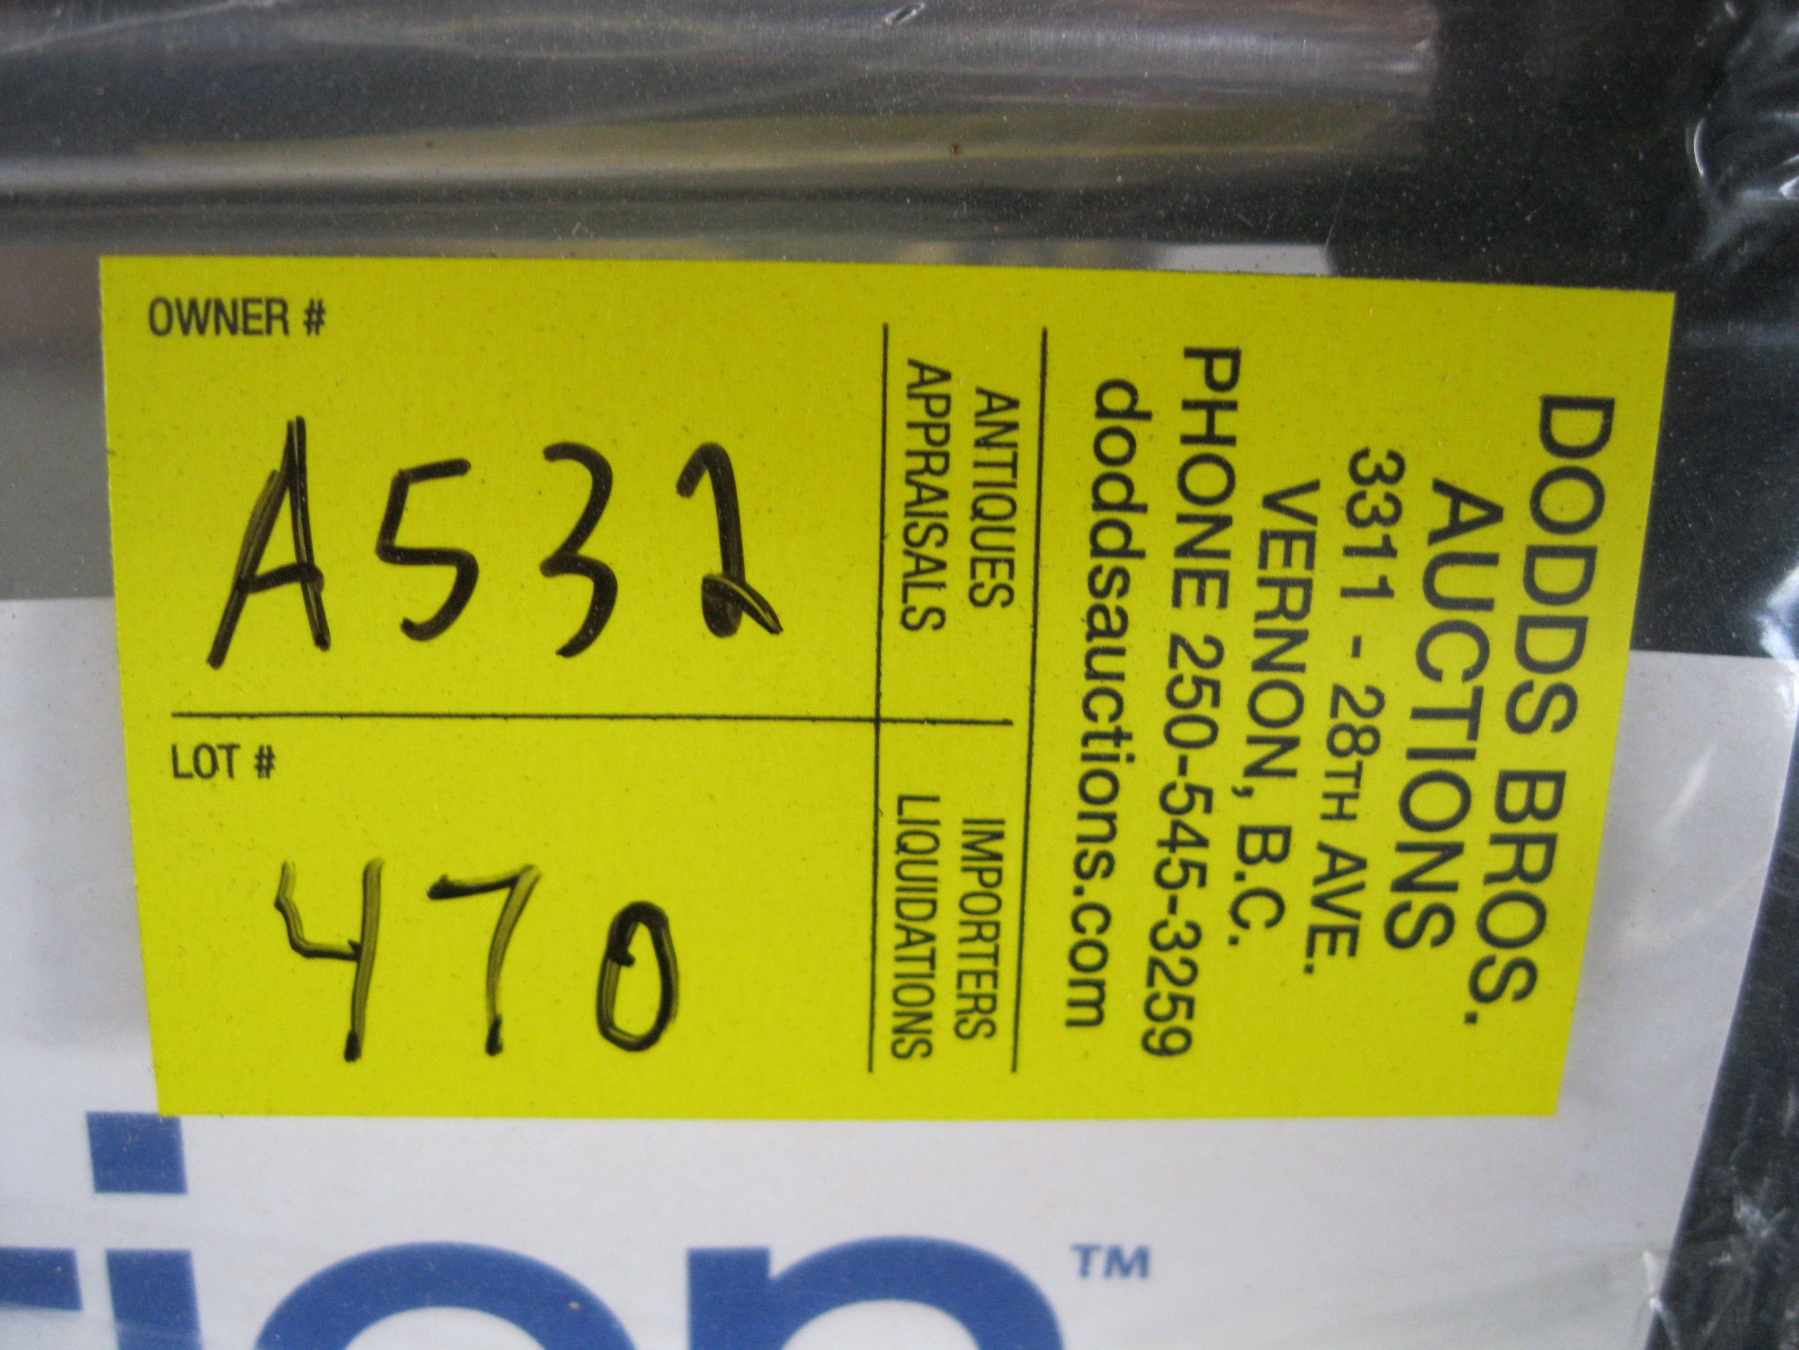 OWNER #
A532
LOT #
470
ANTIQUES
APPRAISALS
IMPORTERS
LIQUIDATIONS
DODDS BROS.
AUCTIONS
3311 - 28TH AVE.
VERNON, B.C.
PHONE 250-545-3259
doddsauctions.com
TM